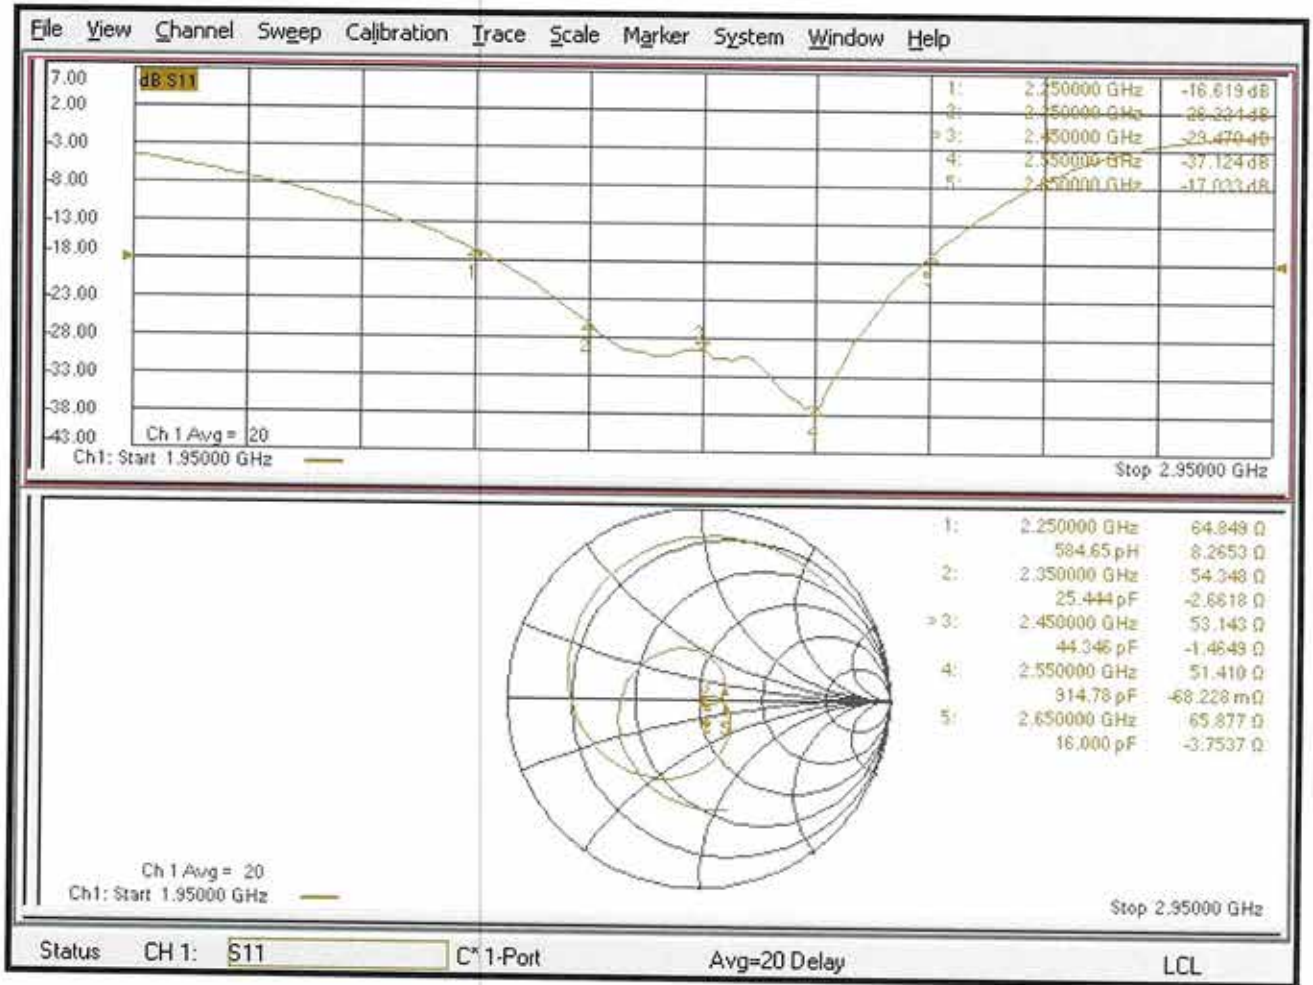 File View Channel Sweep Calibration Trace Scale Marker System Window Help
7.00
2.00
-3.00
-8.00
-13.00
-18.00
-23.00
-28.00
-33.00
-38.00
-43.00
dB S11
1: 2.250000 GHz -16.619 dB
2: 2.350000 GHz -26.234 dB
> 3: 2.450000 GHz -29.470 dB
4: 2.550000 GHz -37.124 dB
5: 2.650000 GHz -17.033 dB
1
2
4
Ch 1 Avg = 20
Ch1: Start 1.95000 GHz
Stop 2.95000 GHz
1: 2.250000 GHz 64.849 Ω
584.65 pH 8.2653 Ω
2: 2.350000 GHz 54.348 Ω
25.444 pF -2.6618 Ω
> 3: 2.450000 GHz 53.143 Ω
44.346 pF -1.4649 Ω
4: 2.550000 GHz 51.410 Ω
914.78 pF -68.228 mΩ
5: 2.650000 GHz 65.877 Ω
16.000 pF -3.7537 Ω
Ch 1 Avg = 20
Ch1: Start 1.95000 GHz
Stop 2.95000 GHz
Status CH 1: S11 C* 1-Port Avg=20 Delay LCL